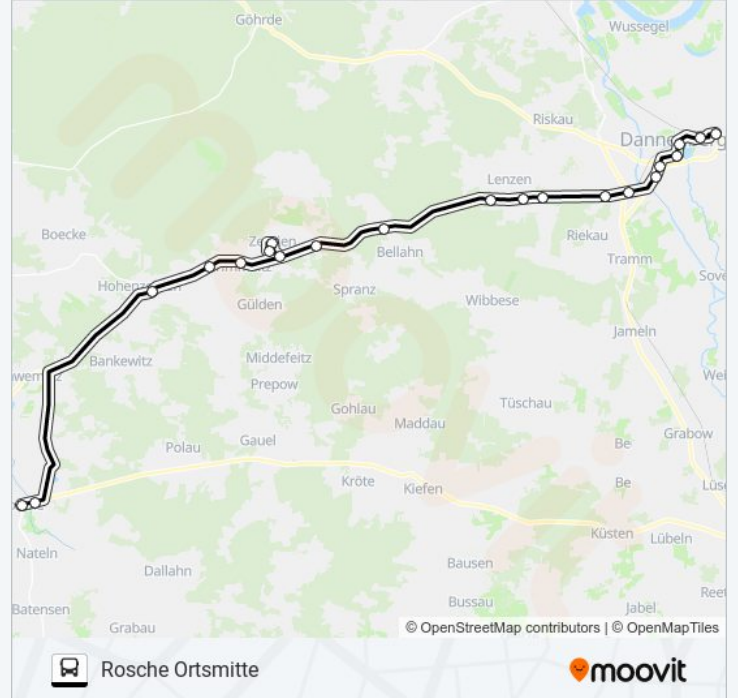 Göhrde
Wussegel
Riskau
Lenzen
Boecke
Riekau
Bellahn
Tramm
Spranz
Gülden
Wibbese
Jameln
Middefeitz
Bankewitz
Prepow
Tüschau
Gohlau
Maddau
Grabow
Gauel
Be
Polau
Kröte
Be
Kiefen
Küsten
Lübeln
Nateln
Bausen
Dallahn
Bussau
Jabel
Batensen
Grabau
© OpenStreetMap contributors | © OpenMapTiles
Rosche Ortsmitte
moovit